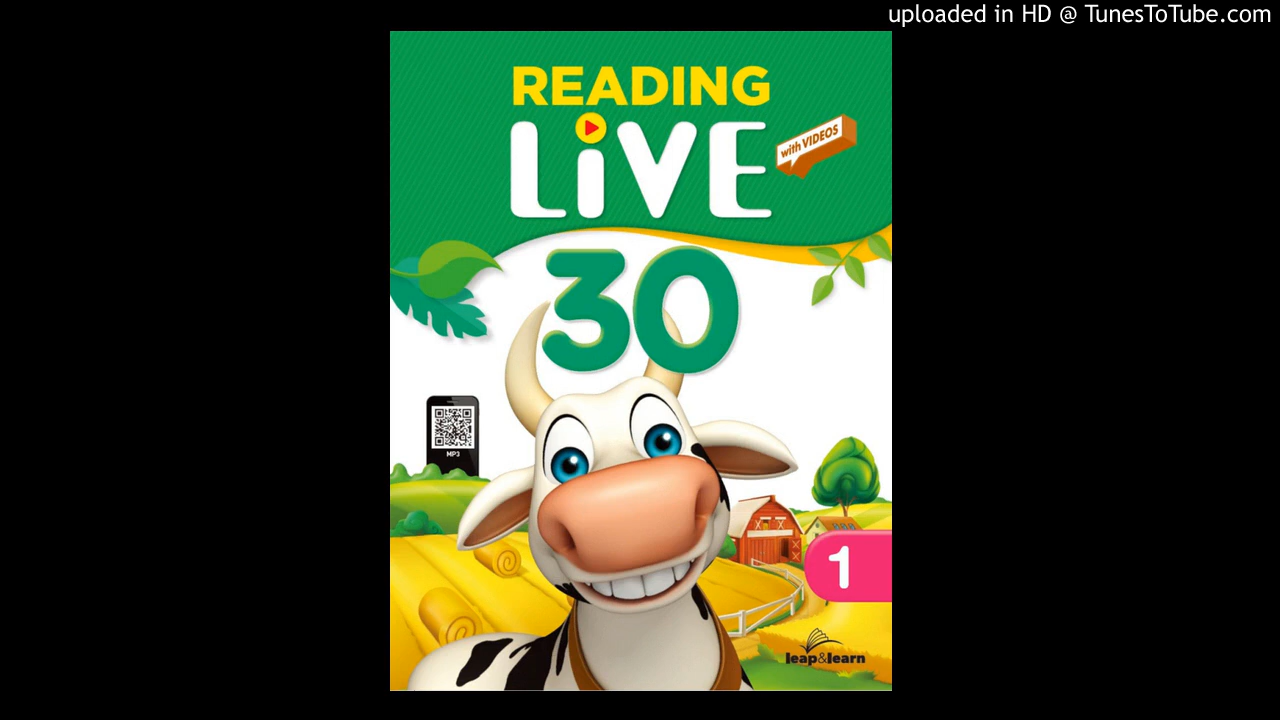 uploaded in HD @ TunesToTube.com
READING
LiVE
with VIDEOS
30
MP3
1
leap&learn